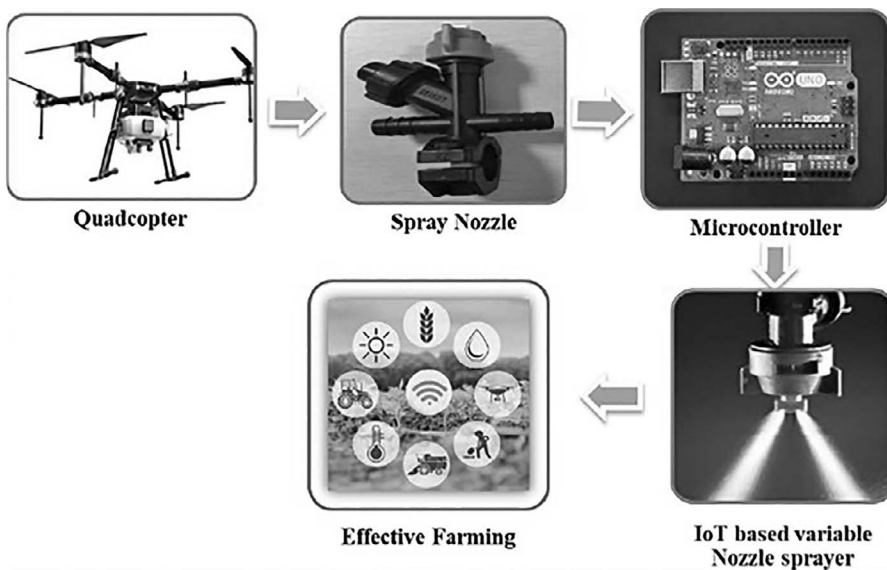 UNO
ARDUINO
Quadcopter
Spray Nozzle
Microcontroller
Effective Farming
IoT based variable
Nozzle sprayer